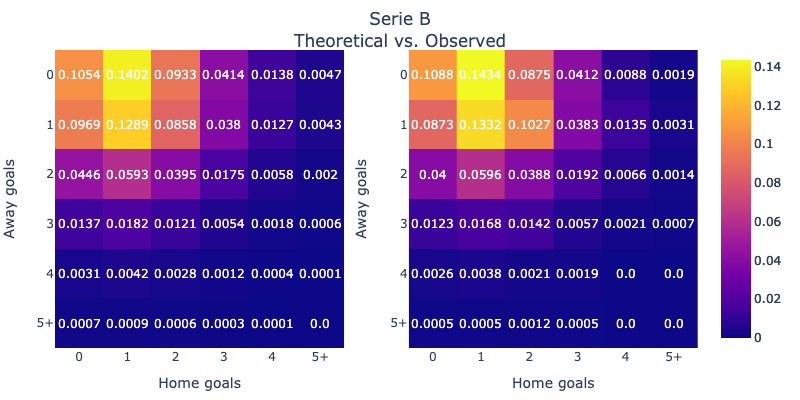 Serie B
Theoretical vs. Observed
0 0.1054 0.1402 0.0933 0.0414 0.0138 0.0047
1 0.0969 0.1289 0.0858 0.038 0.0127 0.0043
2 0.0446 0.0593 0.0395 0.0175 0.0058 0.002
3 0.0137 0.0182 0.0121 0.0054 0.0018 0.0006
4 0.0031 0.0042 0.0028 0.0012 0.0004 0.0001
5+ 0.0007 0.0009 0.0006 0.0003 0.0001 0.0
0 1 2 3 4 5+
Home goals
Away goals
0 0.1088 0.1434 0.0875 0.0412 0.0088 0.0019
1 0.0873 0.1332 0.1027 0.0383 0.0135 0.0031
2 0.04 0.0596 0.0388 0.0192 0.0066 0.0014
3 0.0123 0.0168 0.0142 0.0057 0.0021 0.0007
4 0.0026 0.0038 0.0021 0.0019 0.0 0.0
5+ 0.0005 0.0005 0.0012 0.0005 0.0 0.0
0 1 2 3 4 5+
Home goals
Away goals
0.14
0.12
0.1
0.08
0.06
0.04
0.02
0